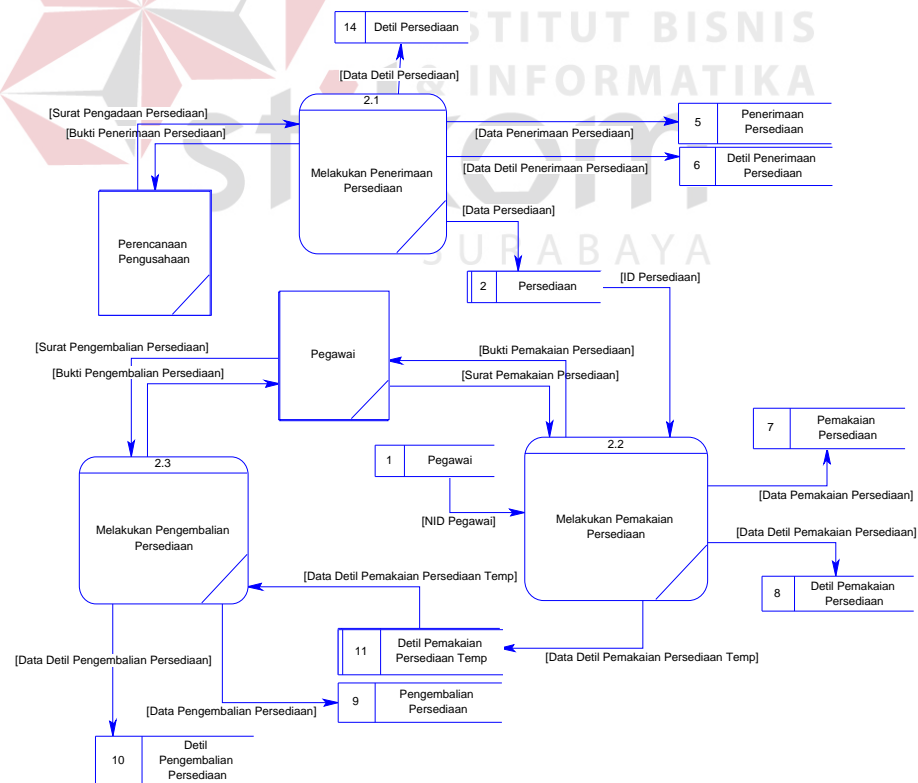 14 Detil Persediaan
STITUT BISNIS
[Data Detil Persediaan]
& INFORMATIKA
2.1
[Surat Pengadaan Persediaan]
[Bukti Penerimaan Persediaan]
Melakukan Penerimaan
Persediaan
[Data Penerimaan Persediaan]
5 Penerimaan
Persediaan
[Data Detil Penerimaan Persediaan]
6 Detil Penerimaan
Persediaan
stikom
[Data Persediaan]
Perencanaan
Pengusahaan
SURABAYA
2 Persediaan
[ID Persediaan]
Pegawai
[Surat Pengembalian Persediaan]
[Bukti Pengembalian Persediaan]
[Bukti Pemakaian Persediaan]
[Surat Pemakaian Persediaan]
7 Pemakaian
Persediaan
2.2
1 Pegawai
2.3
[NID Pegawai]
Melakukan Pemakaian
Persediaan
[Data Pemakaian Persediaan]
Melakukan Pengembalian
Persediaan
[Data Detil Pemakaian Persediaan]
8 Detil Pemakaian
Persediaan
[Data Detil Pemakaian Persediaan Temp]
11 Detil Pemakaian
Persediaan Temp
[Data Detil Pemakaian Persediaan Temp]
[Data Detil Pengembalian Persediaan]
9 Pengembalian
Persediaan
[Data Pengembalian Persediaan]
10 Detil
Pengembalian
Persediaan